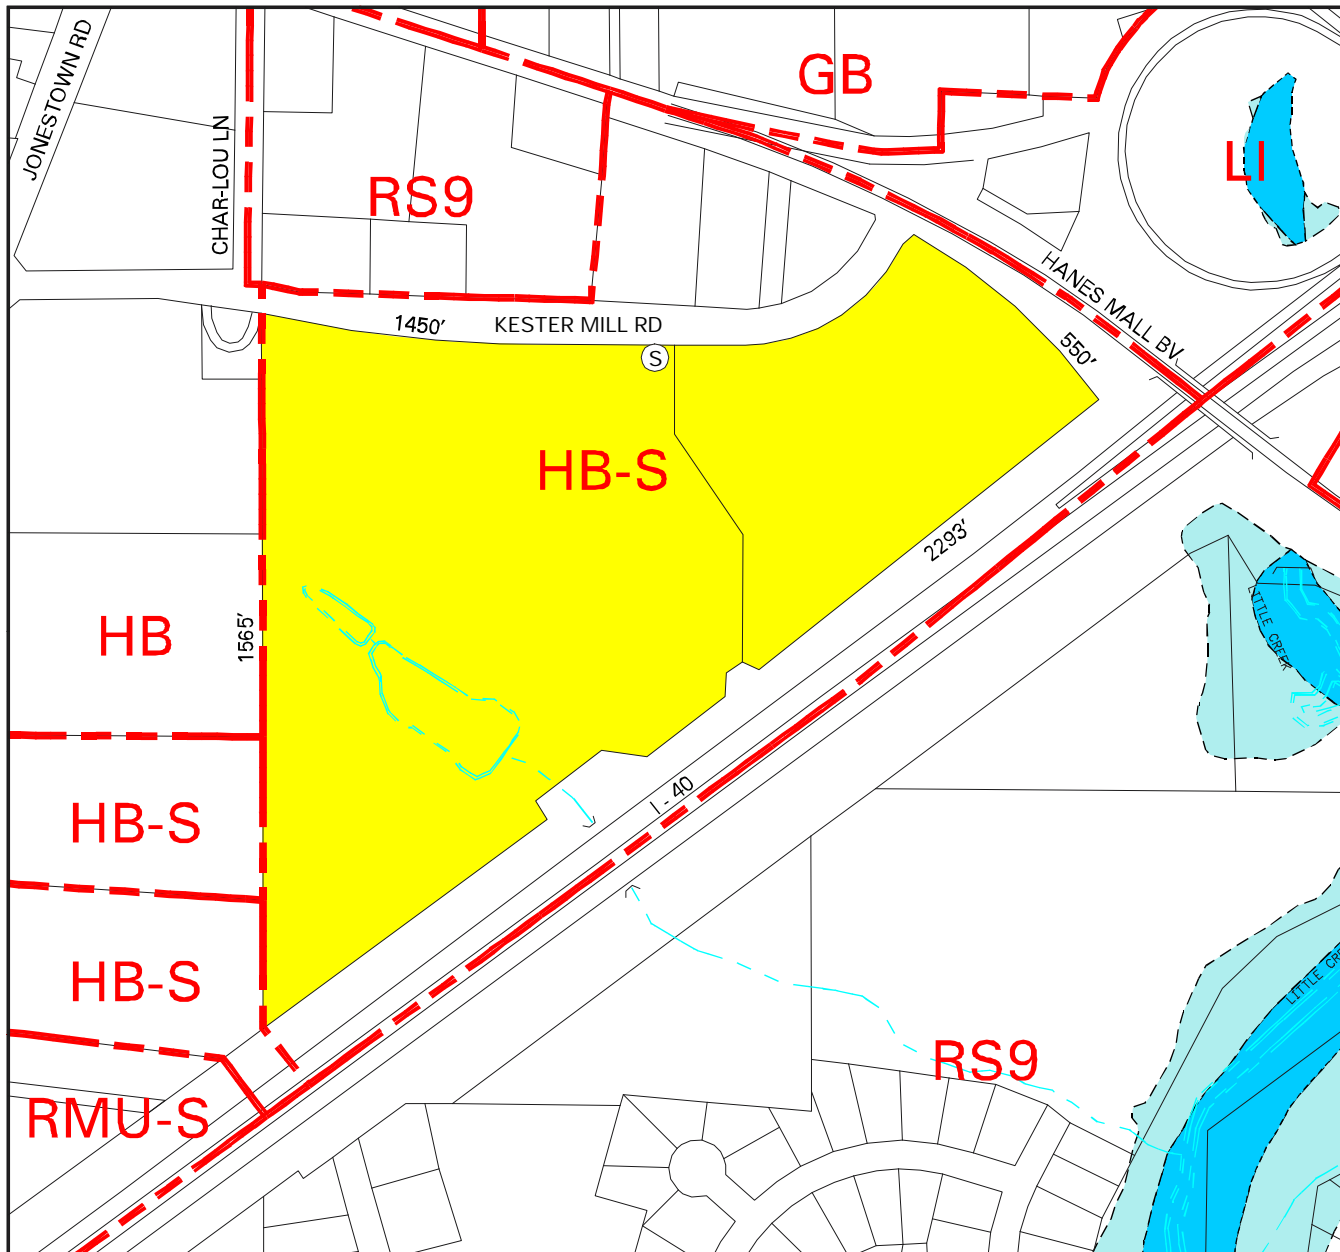 JONESTOWN RD
CHAR-LOU LN
RS9
GB
LI
HANES MALL BV
1450'
KESTER MILL RD
S
550'
HB-S
2293'
LITTLE CREEK
HB
1565'
I - 40
HB-S
HB-S
LITTLE CRE
RS9
RMU-S